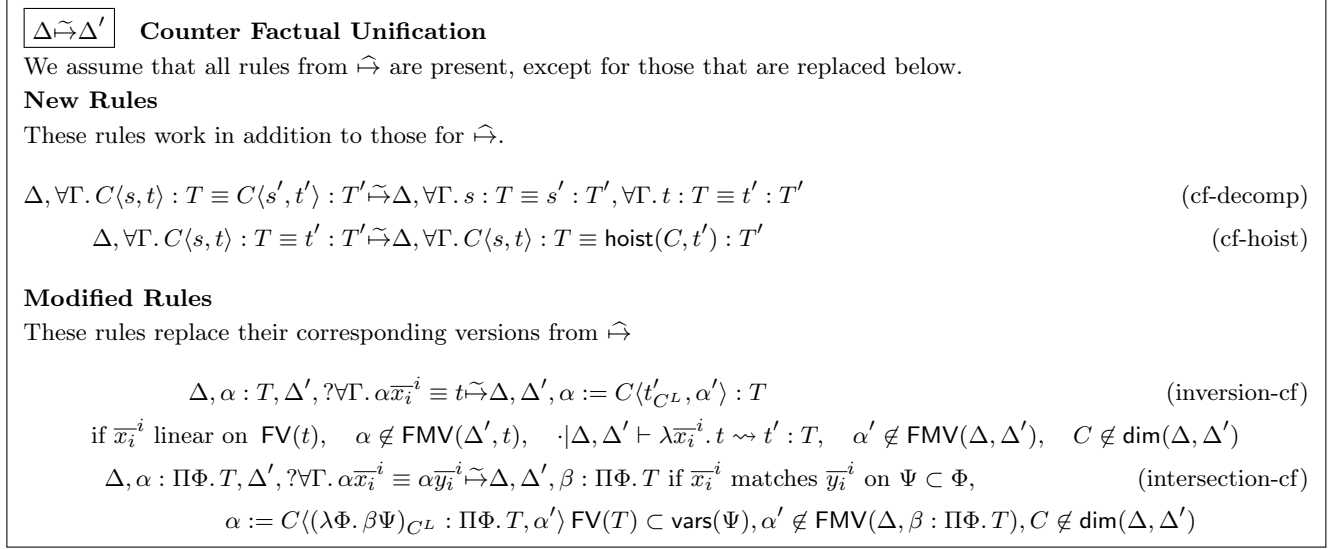 Δ↦̃Δ′ Counter Factual Unification
We assume that all rules from ↦̂ are present, except for those that are replaced below.
New Rules
These rules work in addition to those for ↦̂.
Δ, ∀Γ. C⟨s, t⟩ : T ≡ C⟨s′, t′⟩ : T′ ↦̃ Δ, ∀Γ. s : T ≡ s′ : T′, ∀Γ. t : T ≡ t′ : T′ (cf-decomp)
Δ, ∀Γ. C⟨s, t⟩ : T ≡ t′ : T′ ↦̃ Δ, ∀Γ. C⟨s, t⟩ : T ≡ hoist(C, t′) : T′ (cf-hoist)
Modified Rules
These rules replace their corresponding versions from ↦̂
Δ, α : T, Δ′, ?∀Γ. αx̅ᵢⁱ ≡ t ↦̃ Δ, Δ′, α := C⟨t′_{C^L}, α′⟩ : T (inversion-cf)
if x̅ᵢⁱ linear on FV(t), α ∉ FMV(Δ′, t), ·|Δ, Δ′ ⊢ λx̅ᵢⁱ. t ⇝ t′ : T, α′ ∉ FMV(Δ, Δ′), C ∉ dim(Δ, Δ′)
Δ, α : ΠΦ. T, Δ′, ?∀Γ. αx̅ᵢⁱ ≡ αy̅ᵢⁱ ↦̃ Δ, Δ′, β : ΠΦ. T if x̅ᵢⁱ matches y̅ᵢⁱ on Ψ ⊂ Φ, (intersection-cf)
α := C⟨(λΦ. βΨ)_{C^L} : ΠΦ. T, α′⟩ FV(T) ⊂ vars(Ψ), α′ ∉ FMV(Δ, β : ΠΦ. T), C ∉ dim(Δ, Δ′)